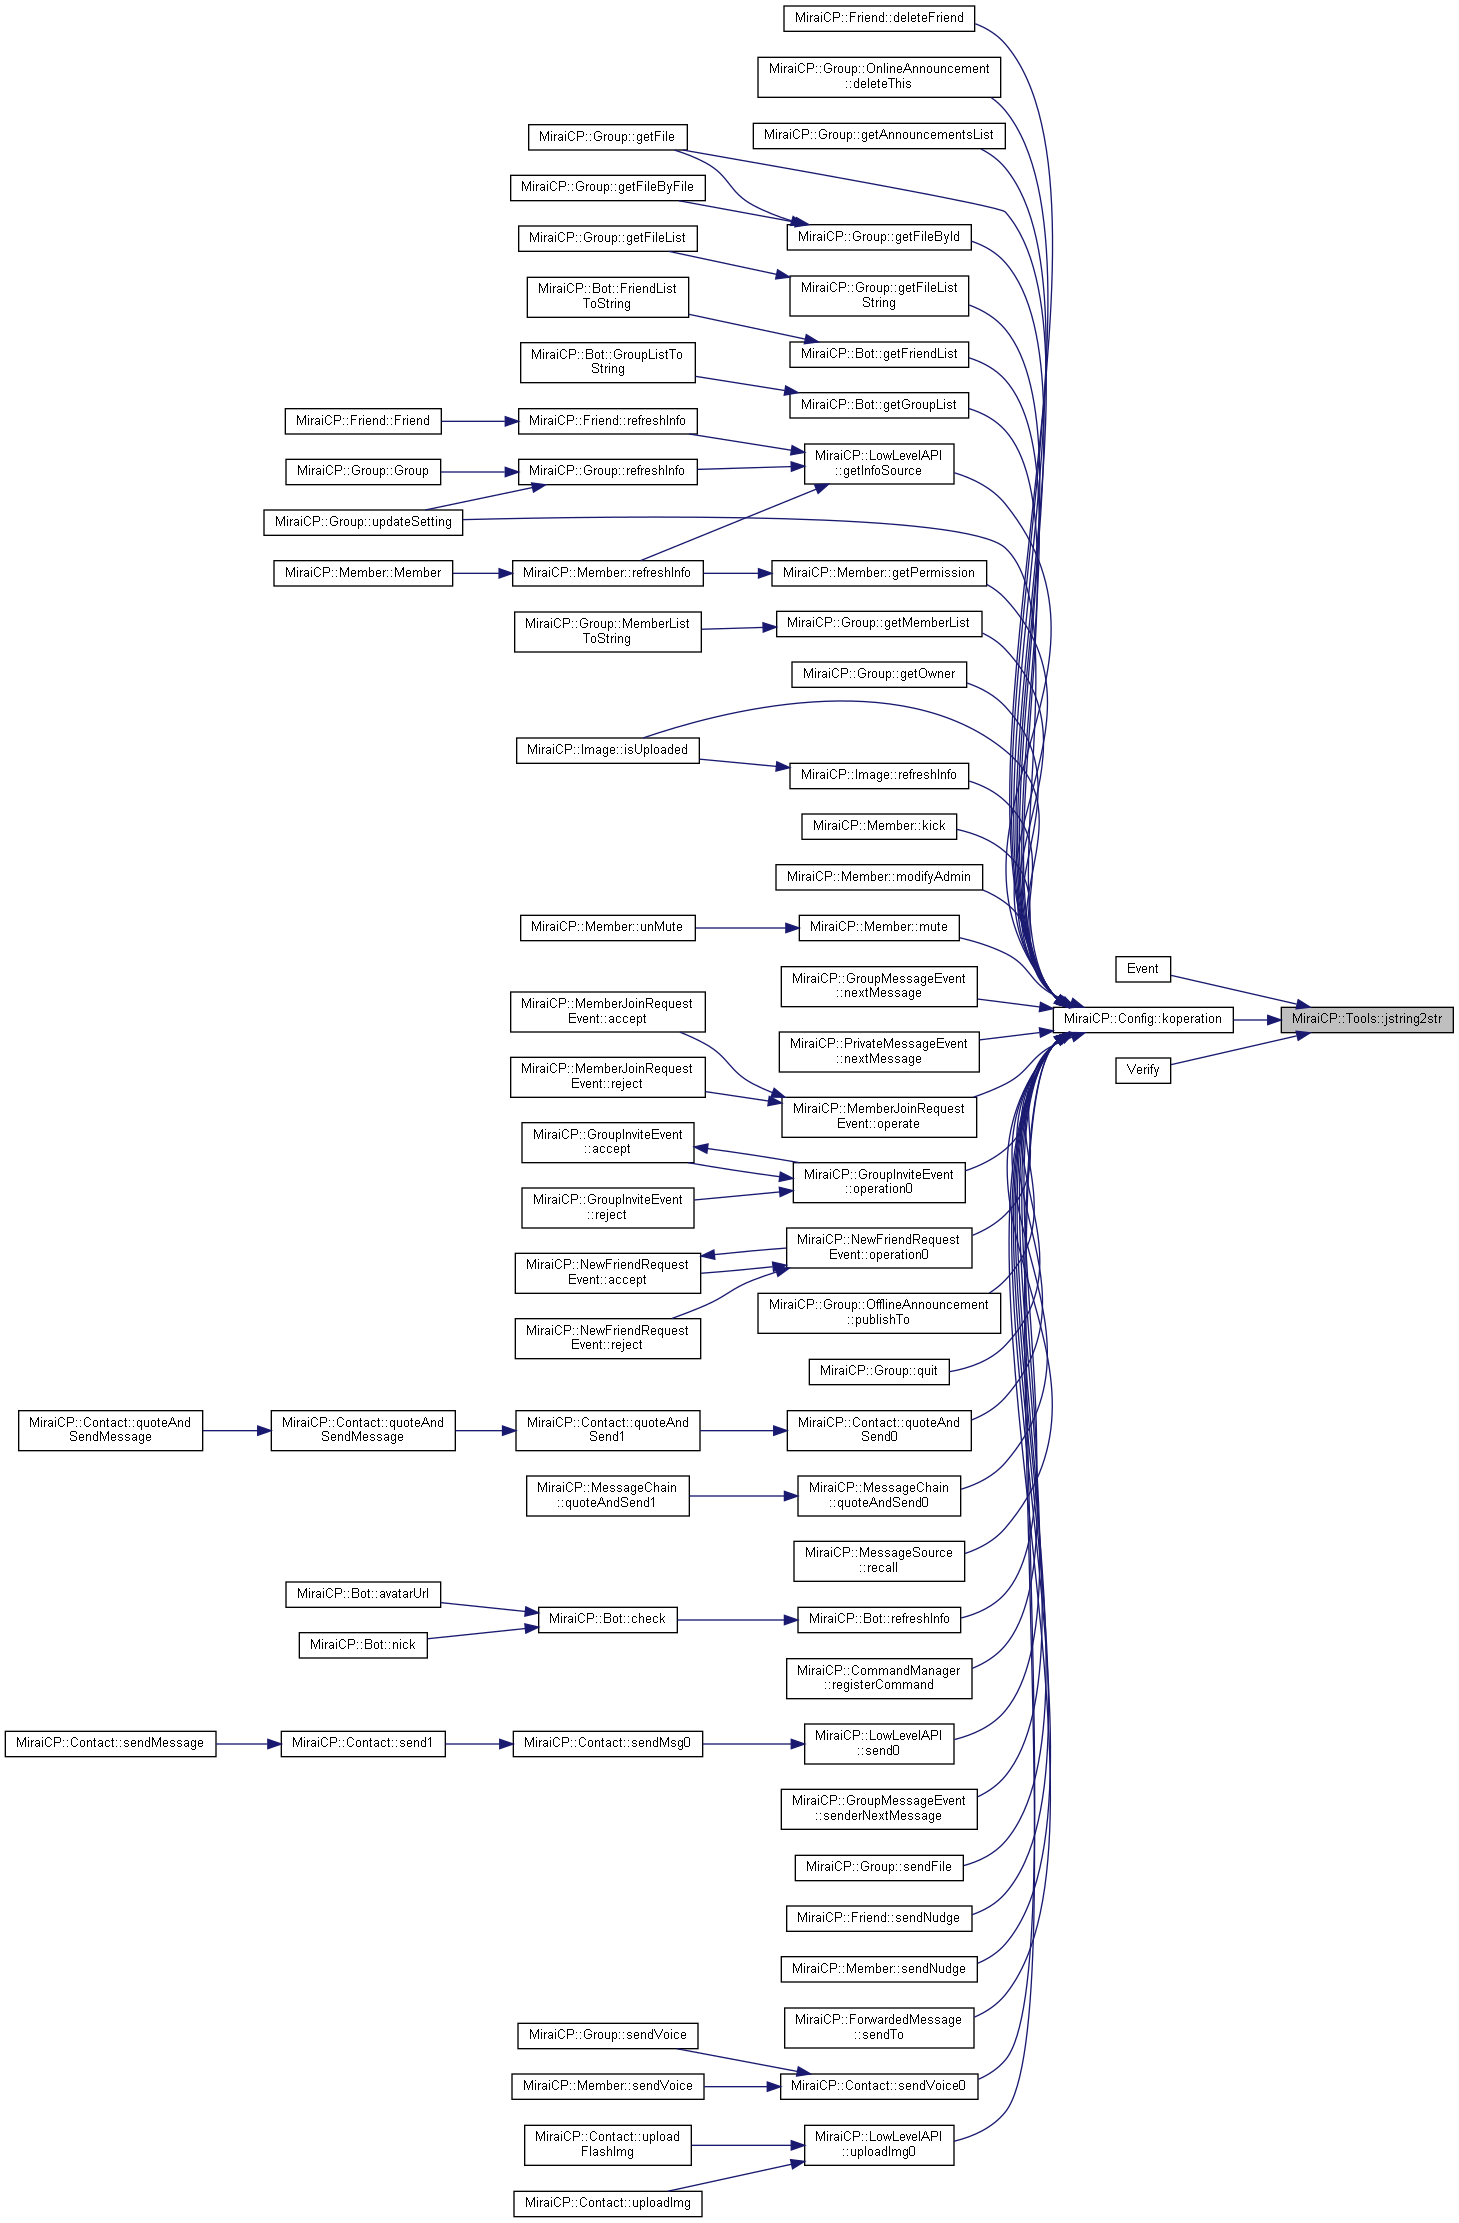 MiraiCP::Friend::deleteFriend
MiraiCP::Group::OnlineAnnouncement
::deleteThis
MiraiCP::Group::getAnnouncementsList
MiraiCP::Group::getFile
MiraiCP::Group::getFileByFile
MiraiCP::Group::getFileById
MiraiCP::Group::getFileList
MiraiCP::Group::getFileList
String
MiraiCP::Bot::FriendList
ToString
MiraiCP::Bot::getFriendList
MiraiCP::Bot::GroupListTo
String
MiraiCP::Bot::getGroupList
MiraiCP::Friend::Friend
MiraiCP::Friend::refreshInfo
MiraiCP::LowLevelAPI
::getInfoSource
MiraiCP::Group::Group
MiraiCP::Group::refreshInfo
MiraiCP::Group::updateSetting
MiraiCP::Member::Member
MiraiCP::Member::refreshInfo
MiraiCP::Member::getPermission
MiraiCP::Group::MemberList
ToString
MiraiCP::Group::getMemberList
MiraiCP::Group::getOwner
MiraiCP::Image::isUploaded
MiraiCP::Image::refreshInfo
MiraiCP::Member::kick
MiraiCP::Member::modifyAdmin
MiraiCP::Member::unMute
MiraiCP::Member::mute
Event
MiraiCP::GroupMessageEvent
::nextMessage
MiraiCP::Config::koperation
MiraiCP::Tools::jstring2str
MiraiCP::MemberJoinRequest
Event::accept
MiraiCP::PrivateMessageEvent
::nextMessage
Verify
MiraiCP::MemberJoinRequest
Event::reject
MiraiCP::MemberJoinRequest
Event::operate
MiraiCP::GroupInviteEvent
::accept
MiraiCP::GroupInviteEvent
::operation0
MiraiCP::GroupInviteEvent
::reject
MiraiCP::NewFriendRequest
Event::operation0
MiraiCP::NewFriendRequest
Event::accept
MiraiCP::Group::OfflineAnnouncement
::publishTo
MiraiCP::NewFriendRequest
Event::reject
MiraiCP::Group::quit
MiraiCP::Contact::quoteAnd
SendMessage
MiraiCP::Contact::quoteAnd
SendMessage
MiraiCP::Contact::quoteAnd
Send1
MiraiCP::Contact::quoteAnd
Send0
MiraiCP::MessageChain
::quoteAndSend1
MiraiCP::MessageChain
::quoteAndSend0
MiraiCP::MessageSource
::recall
MiraiCP::Bot::avatarUrl
MiraiCP::Bot::check
MiraiCP::Bot::refreshInfo
MiraiCP::Bot::nick
MiraiCP::CommandManager
::registerCommand
MiraiCP::Contact::sendMessage
MiraiCP::Contact::send1
MiraiCP::Contact::sendMsg0
MiraiCP::LowLevelAPI
::send0
MiraiCP::GroupMessageEvent
::senderNextMessage
MiraiCP::Group::sendFile
MiraiCP::Friend::sendNudge
MiraiCP::Member::sendNudge
MiraiCP::ForwardedMessage
::sendTo
MiraiCP::Group::sendVoice
MiraiCP::Member::sendVoice
MiraiCP::Contact::sendVoice0
MiraiCP::Contact::upload
FlashImg
MiraiCP::LowLevelAPI
::uploadImg0
MiraiCP::Contact::uploadImg